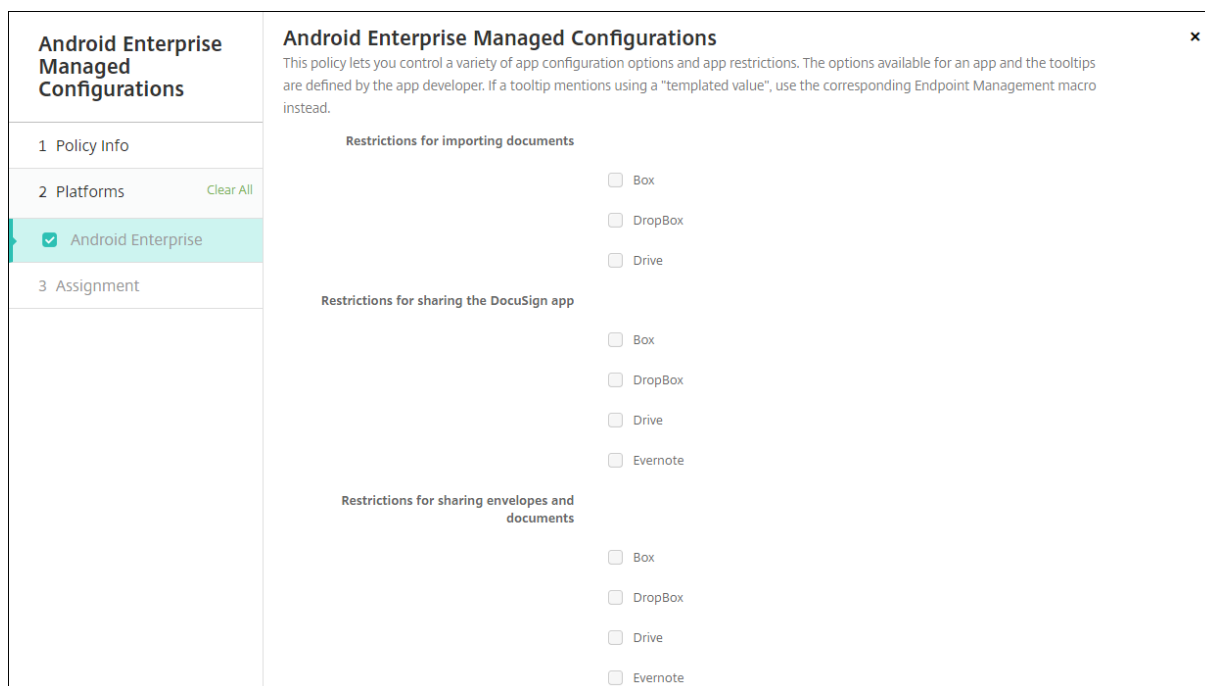 Android Enterprise
Managed
Configurations
1 Policy Info
2 Platforms
Clear All
Android Enterprise
3 Assignment
Android Enterprise Managed Configurations
This policy lets you control a variety of app configuration options and app restrictions. The options available for an app and the tooltips
are defined by the app developer. If a tooltip mentions using a "templated value", use the corresponding Endpoint Management macro
instead.
Restrictions for importing documents
Box
DropBox
Drive
Restrictions for sharing the DocuSign app
Box
DropBox
Drive
Evernote
Restrictions for sharing envelopes and
documents
Box
DropBox
Drive
Evernote